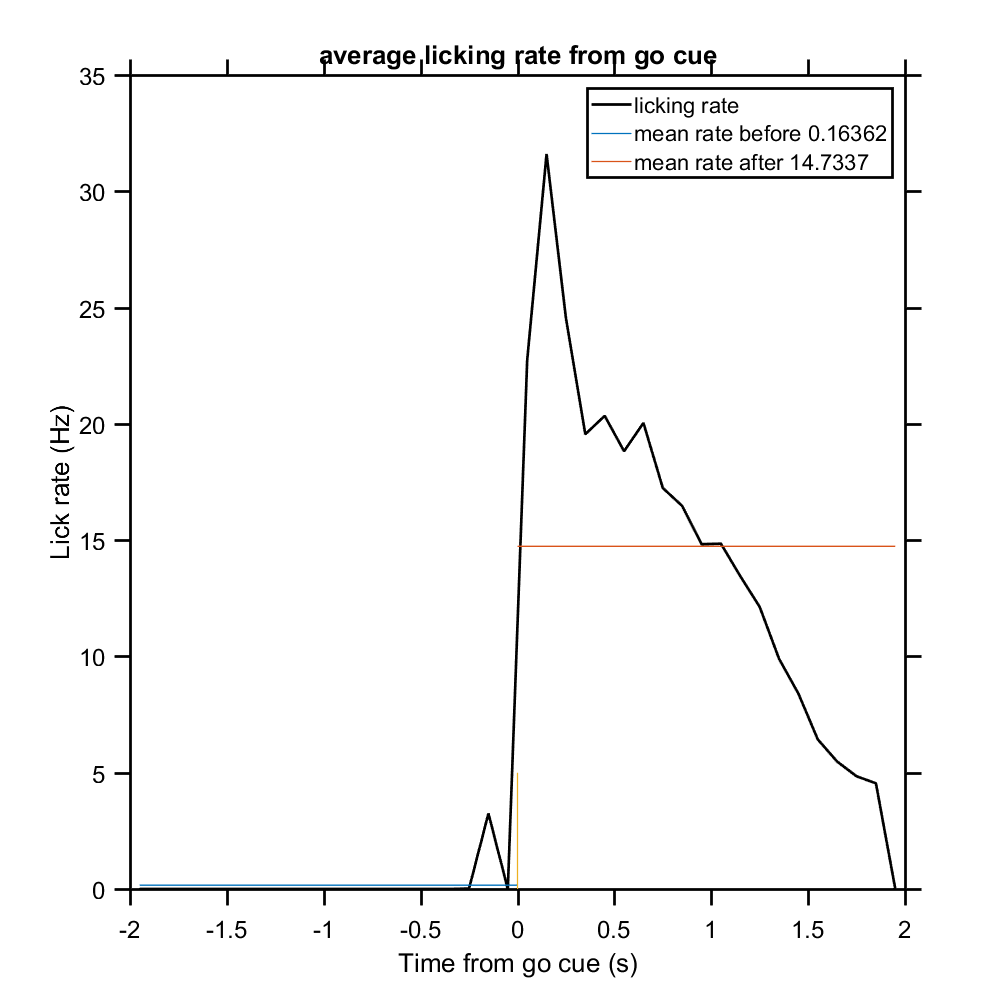 average licking rate from go cue
licking rate
mean rate before 0.16362
mean rate after 14.7337
35
30
25
20
15
10
5
0
Lick rate (Hz)
-2 -1.5 -1 -0.5 0 0.5 1 1.5 2
Time from go cue (s)